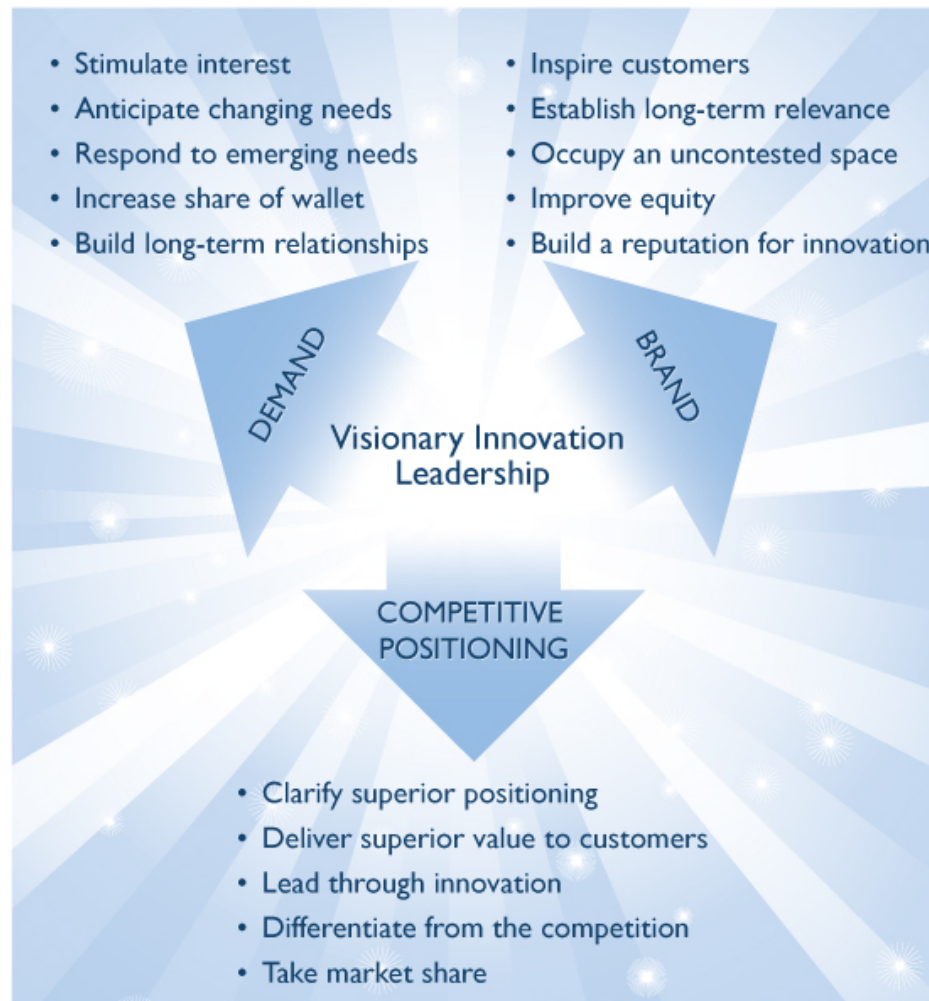 • Stimulate interest
• Anticipate changing needs
• Respond to emerging needs
• Increase share of wallet
• Build long-term relationships
• Inspire customers
• Establish long-term relevance
• Occupy an uncontested space
• Improve equity
• Build a reputation for innovation
DEMAND
BRAND
Visionary Innovation
Leadership
COMPETITIVE
POSITIONING
• Clarify superior positioning
• Deliver superior value to customers
• Lead through innovation
• Differentiate from the competition
• Take market share